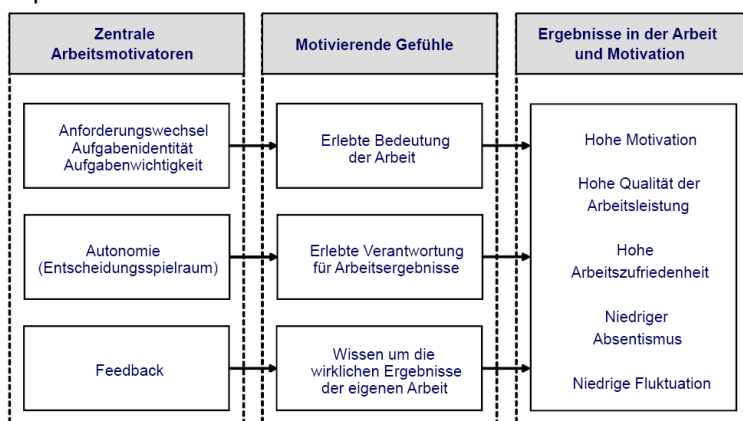 Zentrale
Arbeitsmotivatoren
Motivierende Gefühle
Ergebnisse in der Arbeit
und Motivation
Anforderungswechsel
Aufgabenidentität
Aufgabenwichtigkeit
Erlebte Bedeutung
der Arbeit
Hohe Motivation
Hohe Qualität der
Arbeitsleistung
Autonomie
(Entscheidungsspielraum)
Erlebte Verantwortung
für Arbeitsergebnisse
Hohe
Arbeitszufriedenheit
Niedriger
Absentismus
Feedback
Wissen um die
wirklichen Ergebnisse
der eigenen Arbeit
Niedrige Fluktuation